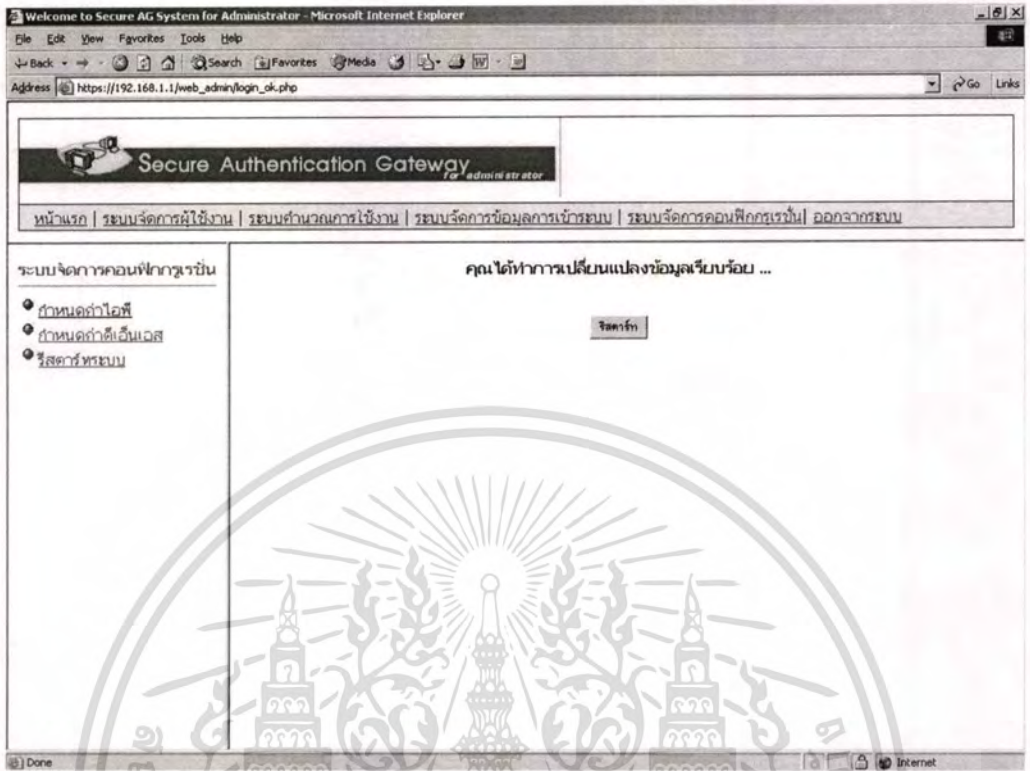 Welcome to Secure AG System for Administrator - Microsoft Internet Explorer
File Edit View Favorites Tools Help
Back Search Favorites Media
Address https://192.168.1.1/web_admin/login_ok.php Go Links
Secure Authentication Gateway
for administrator
หน้าแรก | ระบบจัดการผู้ใช้งาน | ระบบคำนวณการใช้งาน | ระบบจัดการข้อมูลการเข้าระบบ | ระบบจัดการคอนฟิกกรูเรชั่น| ออกจากระบบ
ระบบจัดการคอนฟิกกรูเรชั่น
กำหนดค่าไอพี
กำหนดค่าดีเอ็นเอส
รีสตาร์ทระบบ
คุณได้ทำการเปลี่ยนแปลงข้อมูลเรียบร้อย ...
รีสตาร์ท
Done Internet